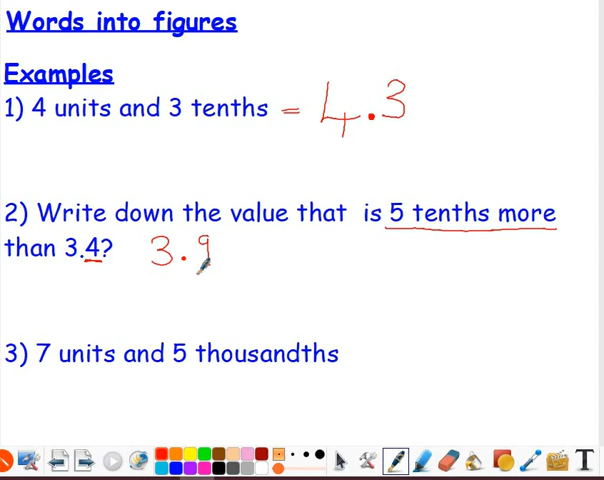 Words into figures
Examples
1) 4 units and 3 tenths = 4.3
2) Write down the value that is 5 tenths more
than 3.4? 3.9
3) 7 units and 5 thousandths
T